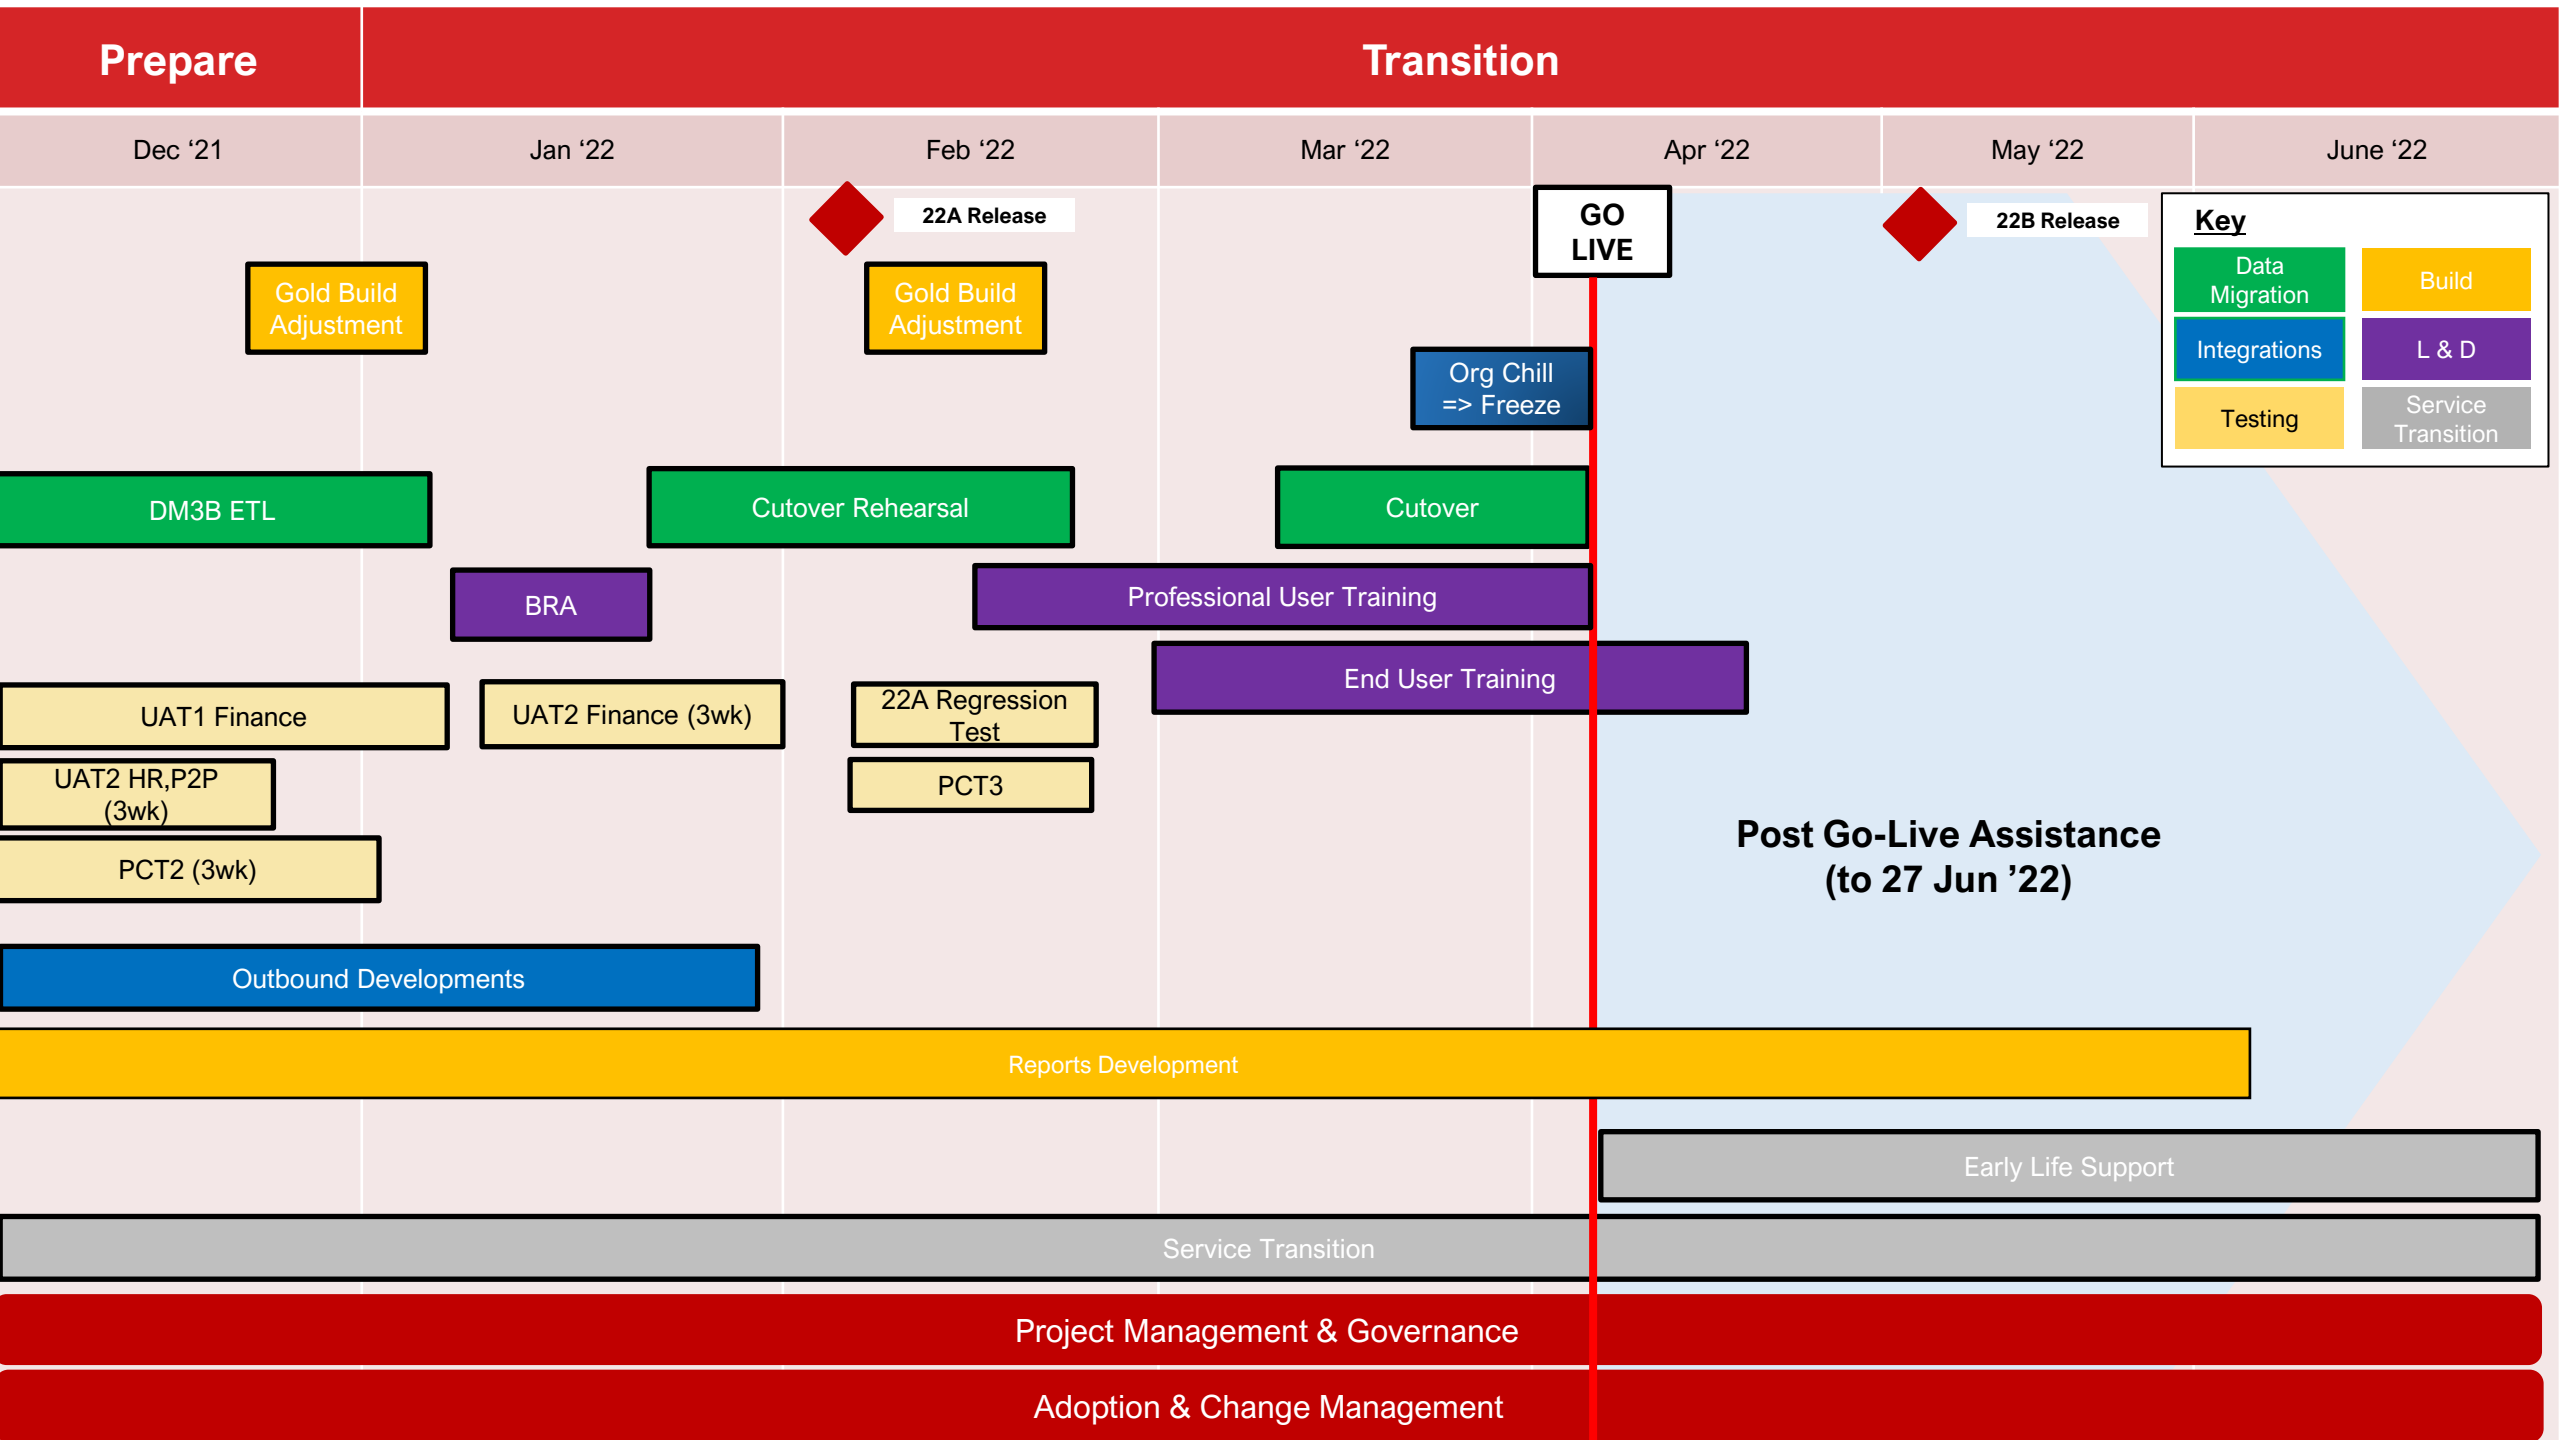 Prepare
Transition
Dec ‘21
Jan ‘22
Feb ‘22
Mar ‘22
Apr ‘22
May ‘22
June ‘22
22A Release
GO
LIVE
22B Release
Key
Data
Migration
Build
Integrations
L & D
Testing
Service
Transition
Gold Build
Adjustment
Gold Build
Adjustment
Org Chill
=> Freeze
DM3B ETL
Cutover Rehearsal
Cutover
BRA
Professional User Training
End User Training
UAT1 Finance
UAT2 Finance (3wk)
22A Regression
Test
UAT2 HR,P2P
(3wk)
PCT3
PCT2 (3wk)
Post Go-Live Assistance
(to 27 Jun ’22)
Outbound Developments
Reports Development
Early Life Support
Service Transition
Project Management & Governance
Adoption & Change Management